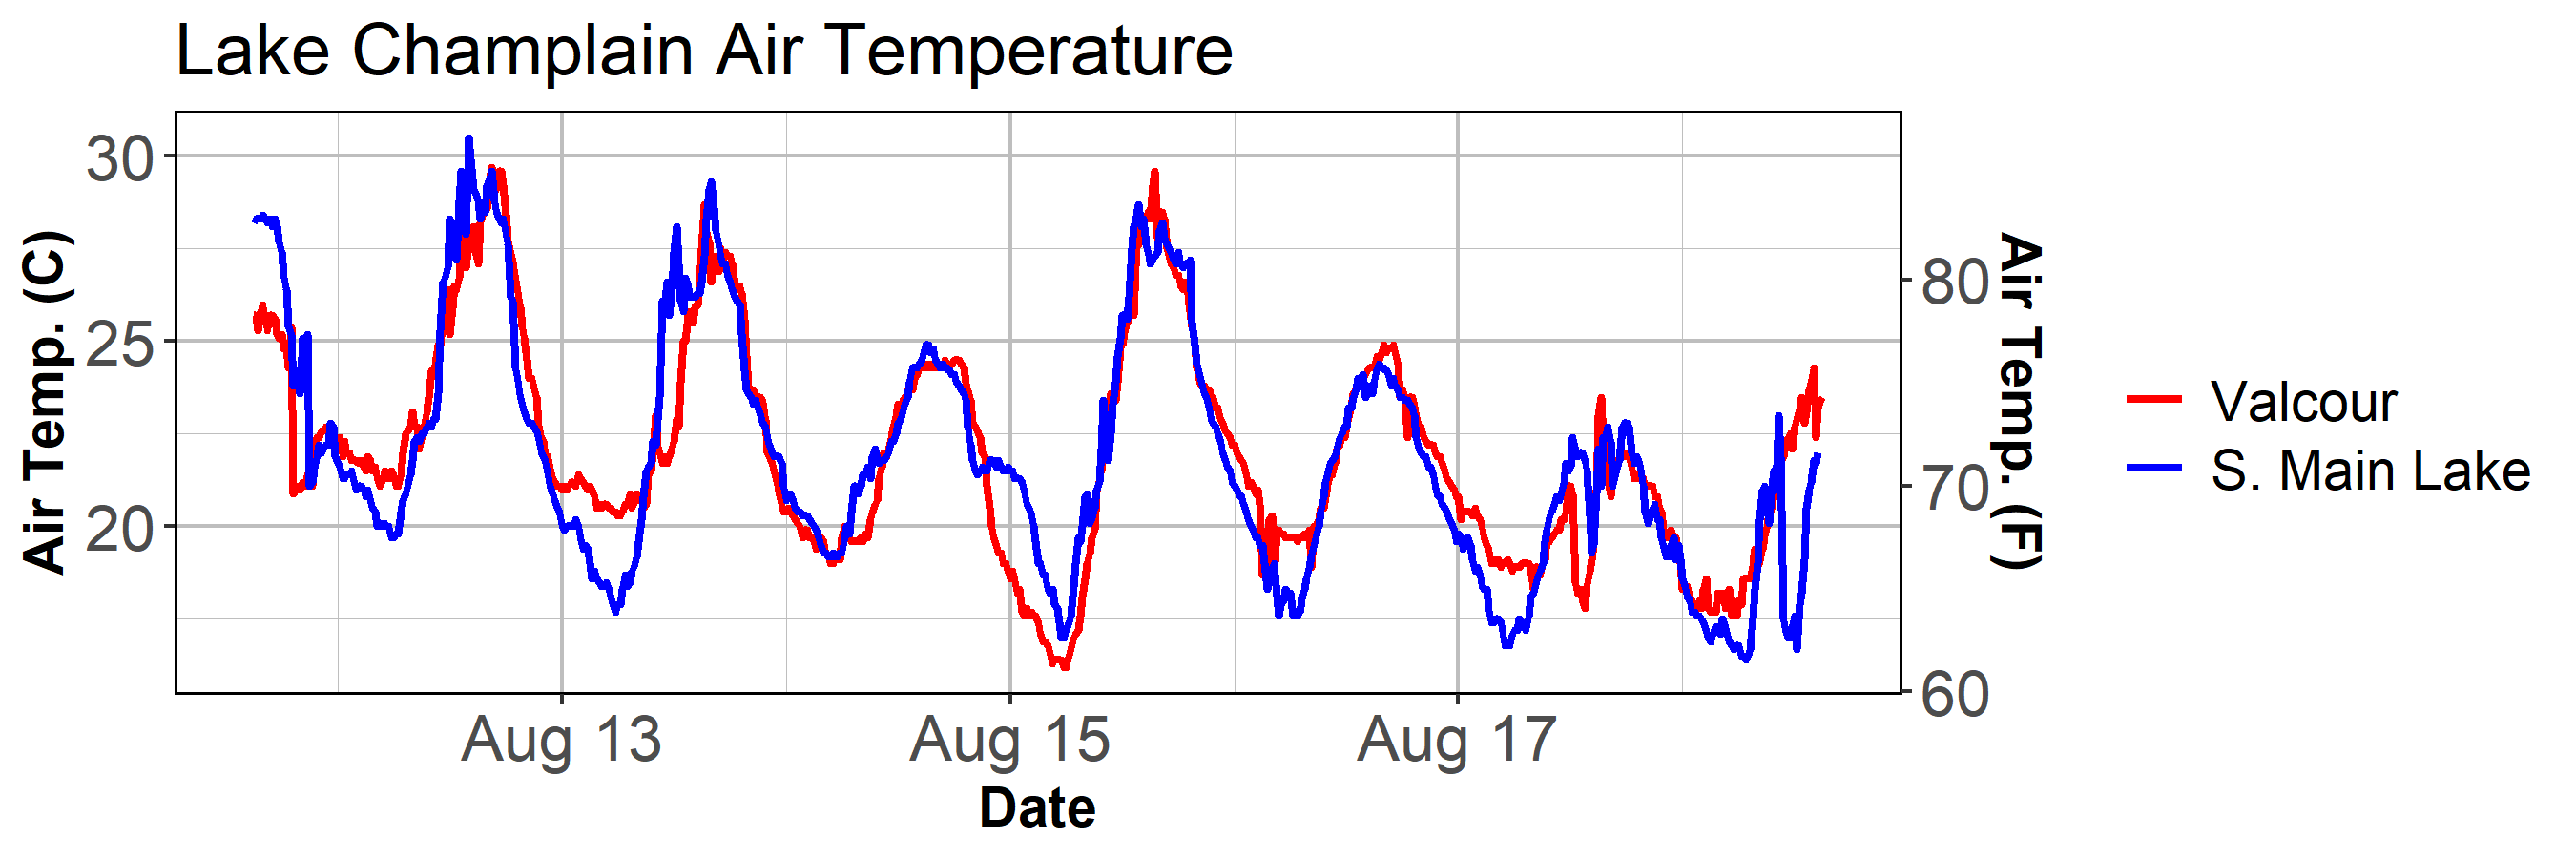 Lake Champlain Air Temperature
Air Temp. (C)
30
25
20
Air Temp. (F)
80
70
60
Aug 13
Aug 15
Aug 17
Date
Valcour
S. Main Lake